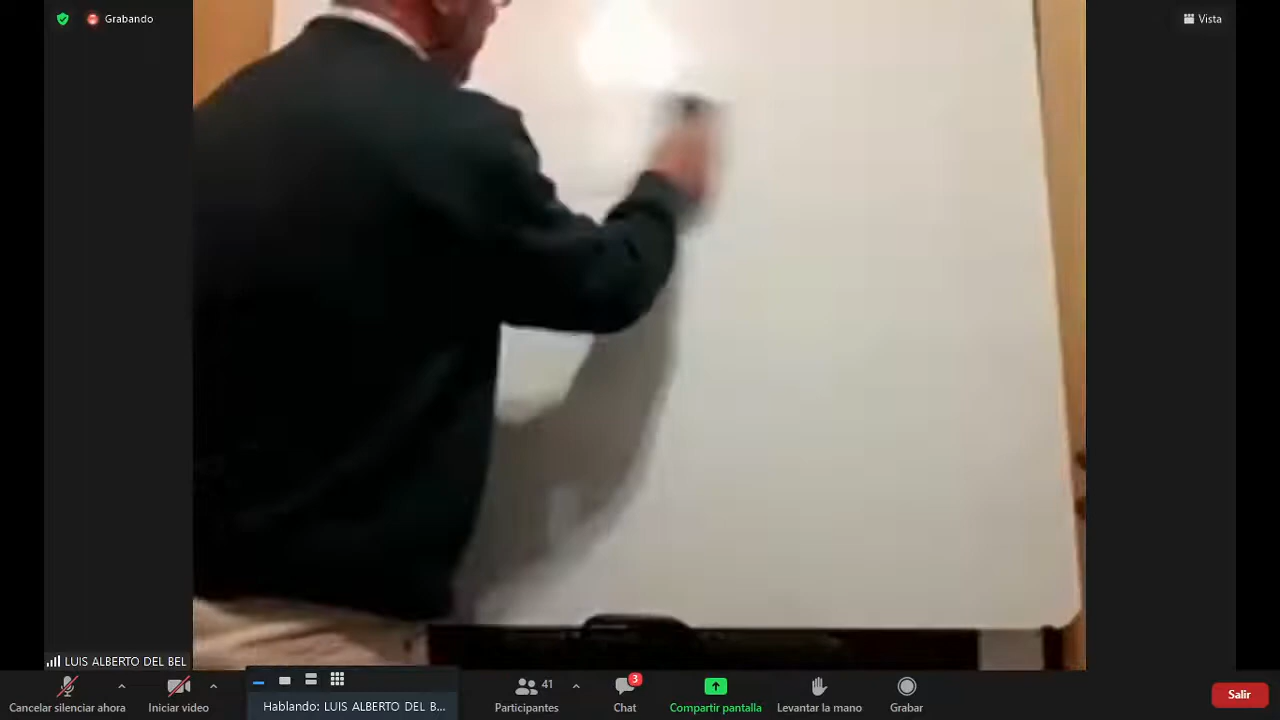 Grabando
Vista
LUIS ALBERTO DEL BEL
Cancelar silenciar ahora
Iniciar video
Hablando: LUIS ALBERTO DEL B...
Participantes
41
Chat
3
Compartir pantalla
Levantar la mano
Grabar
Salir